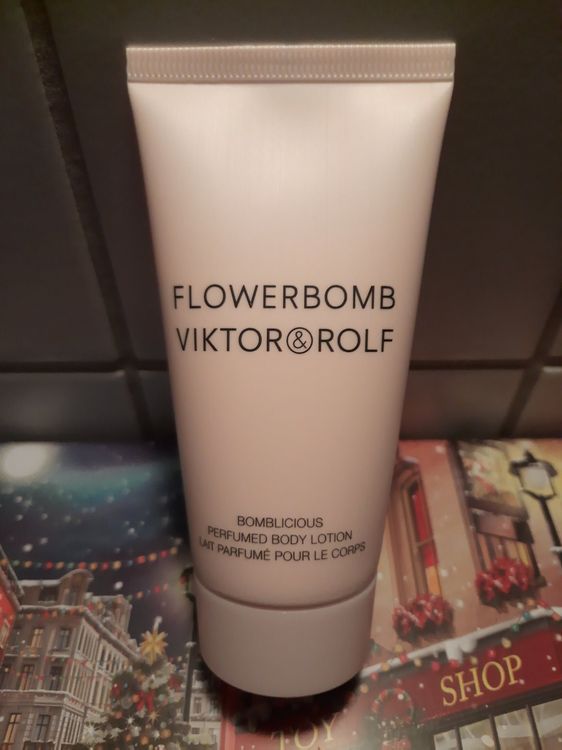 FLOWERBOMB
VIKTOR&ROLF
BOMBLICIOUS
PERFUMED BODY LOTION
LAIT PARFUMÉ POUR LE CORPS
SHOP
TOY